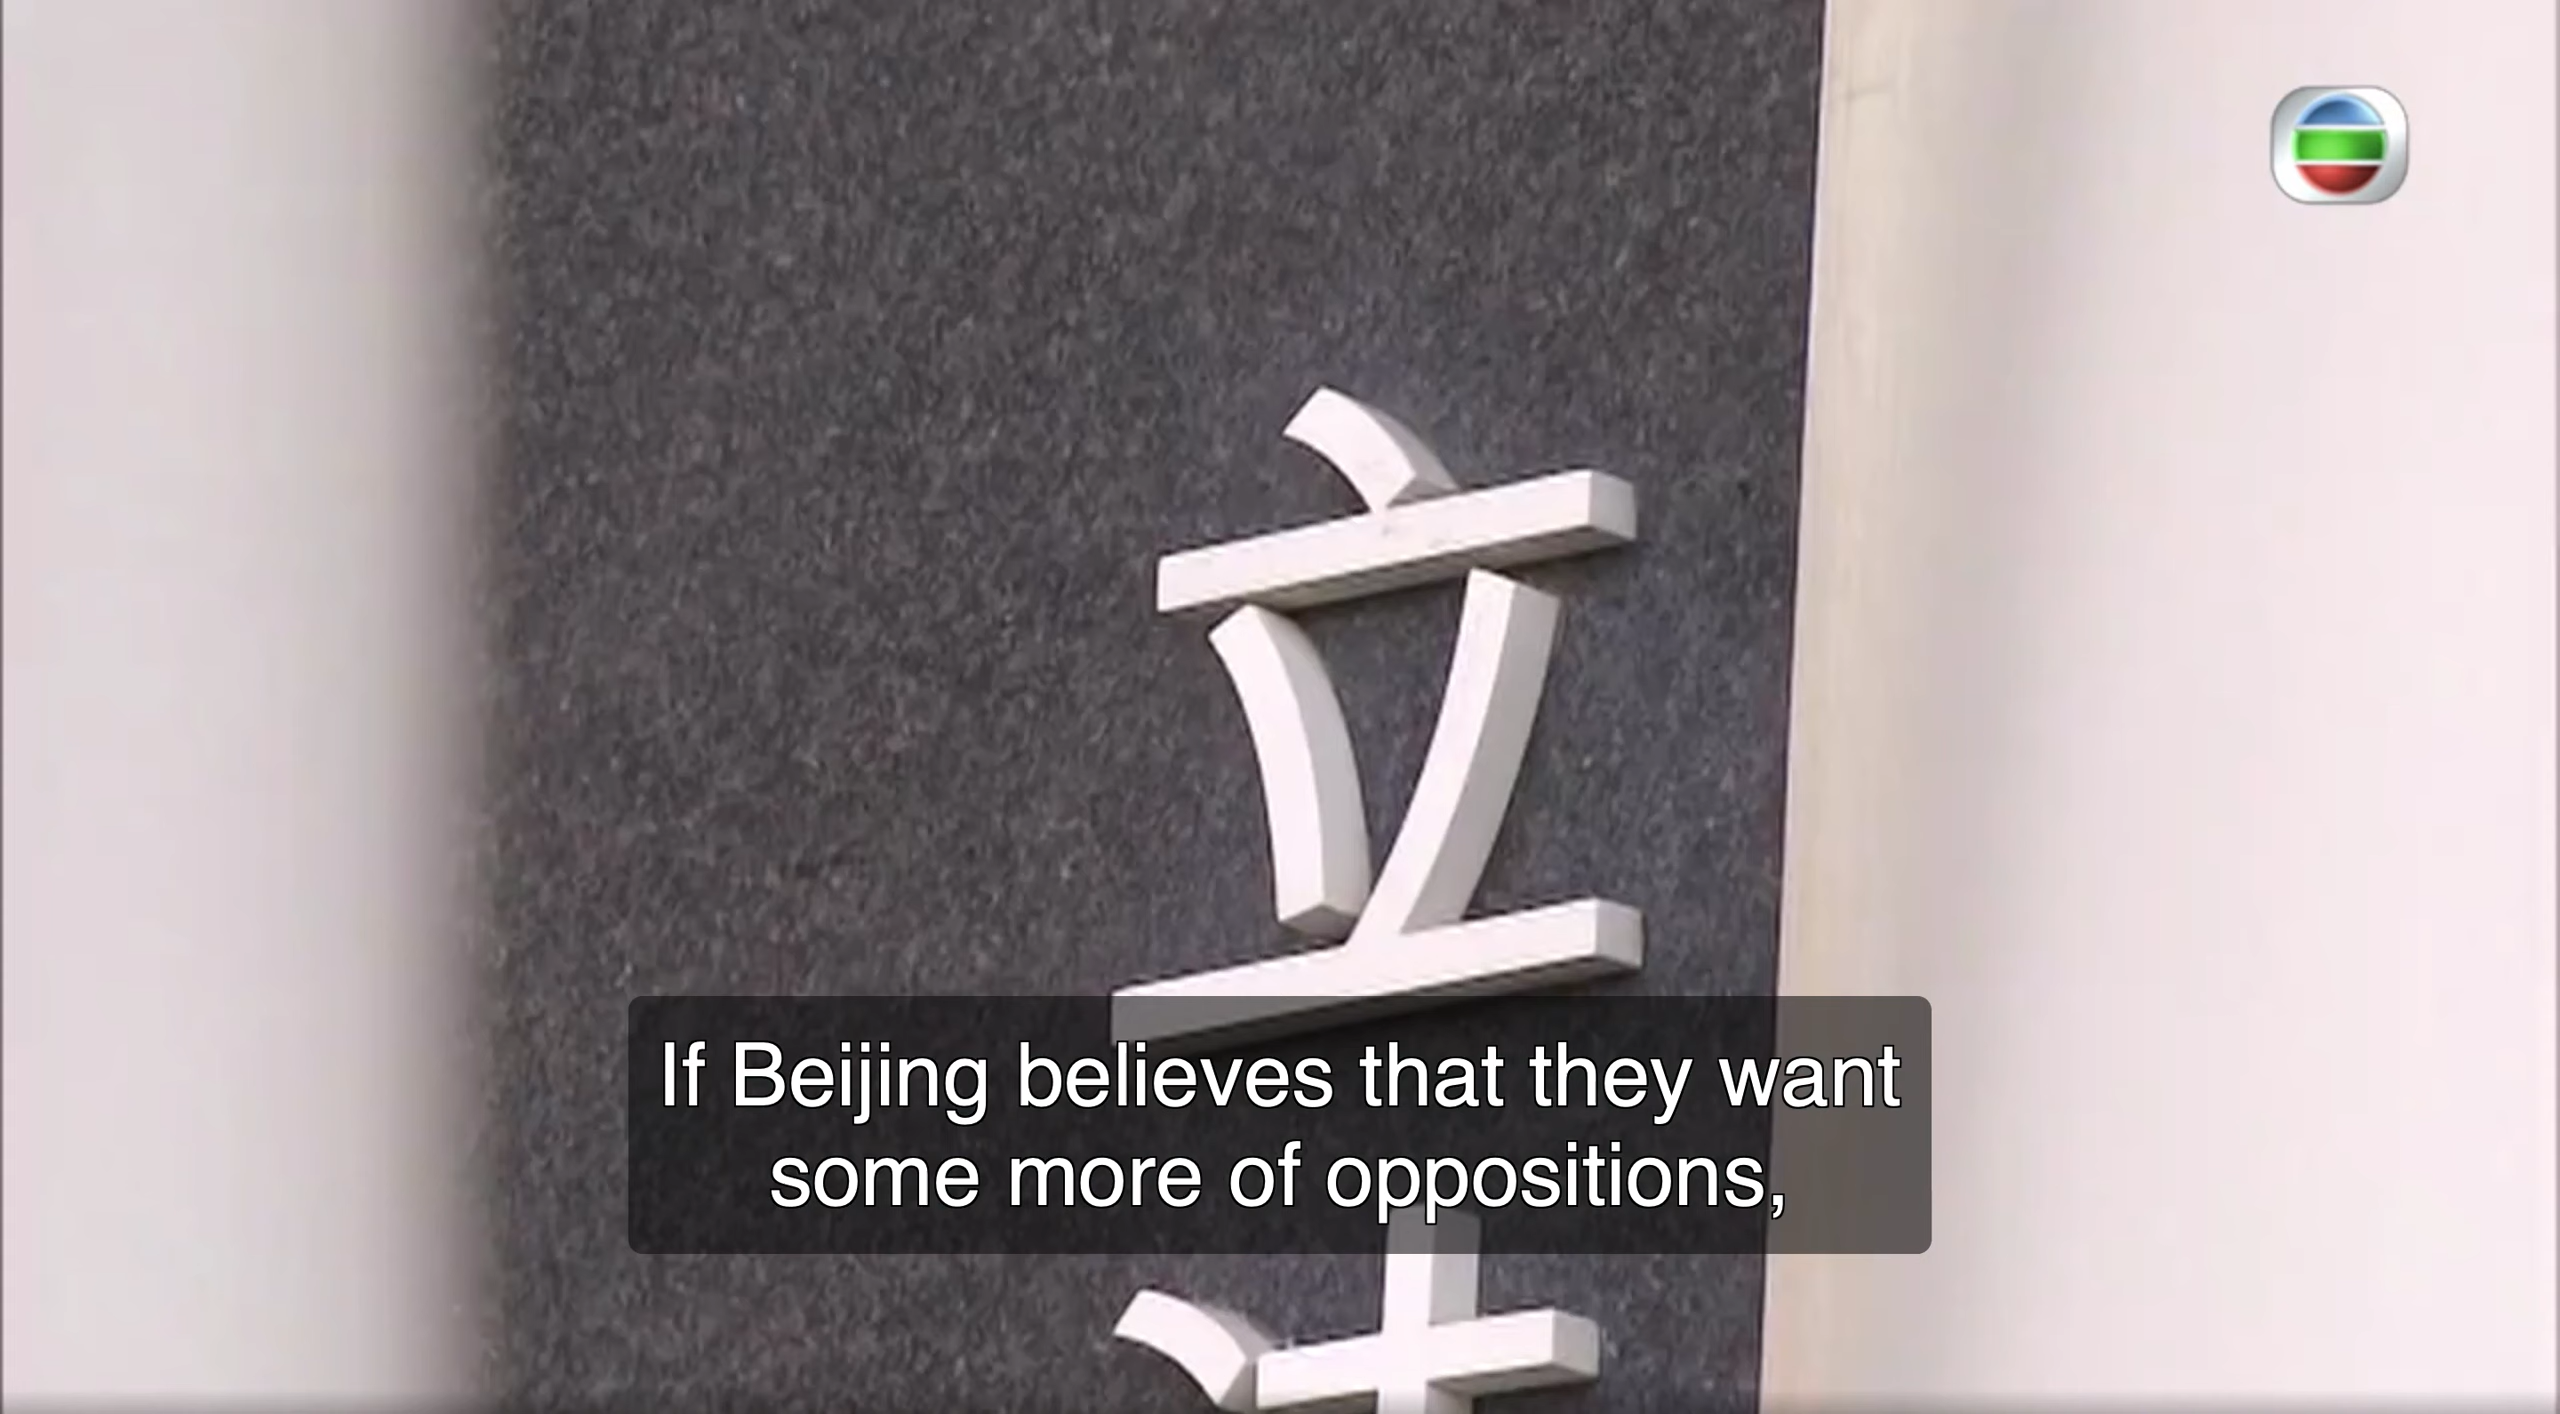 立
If Beijing believes that they want
some more of oppositions,